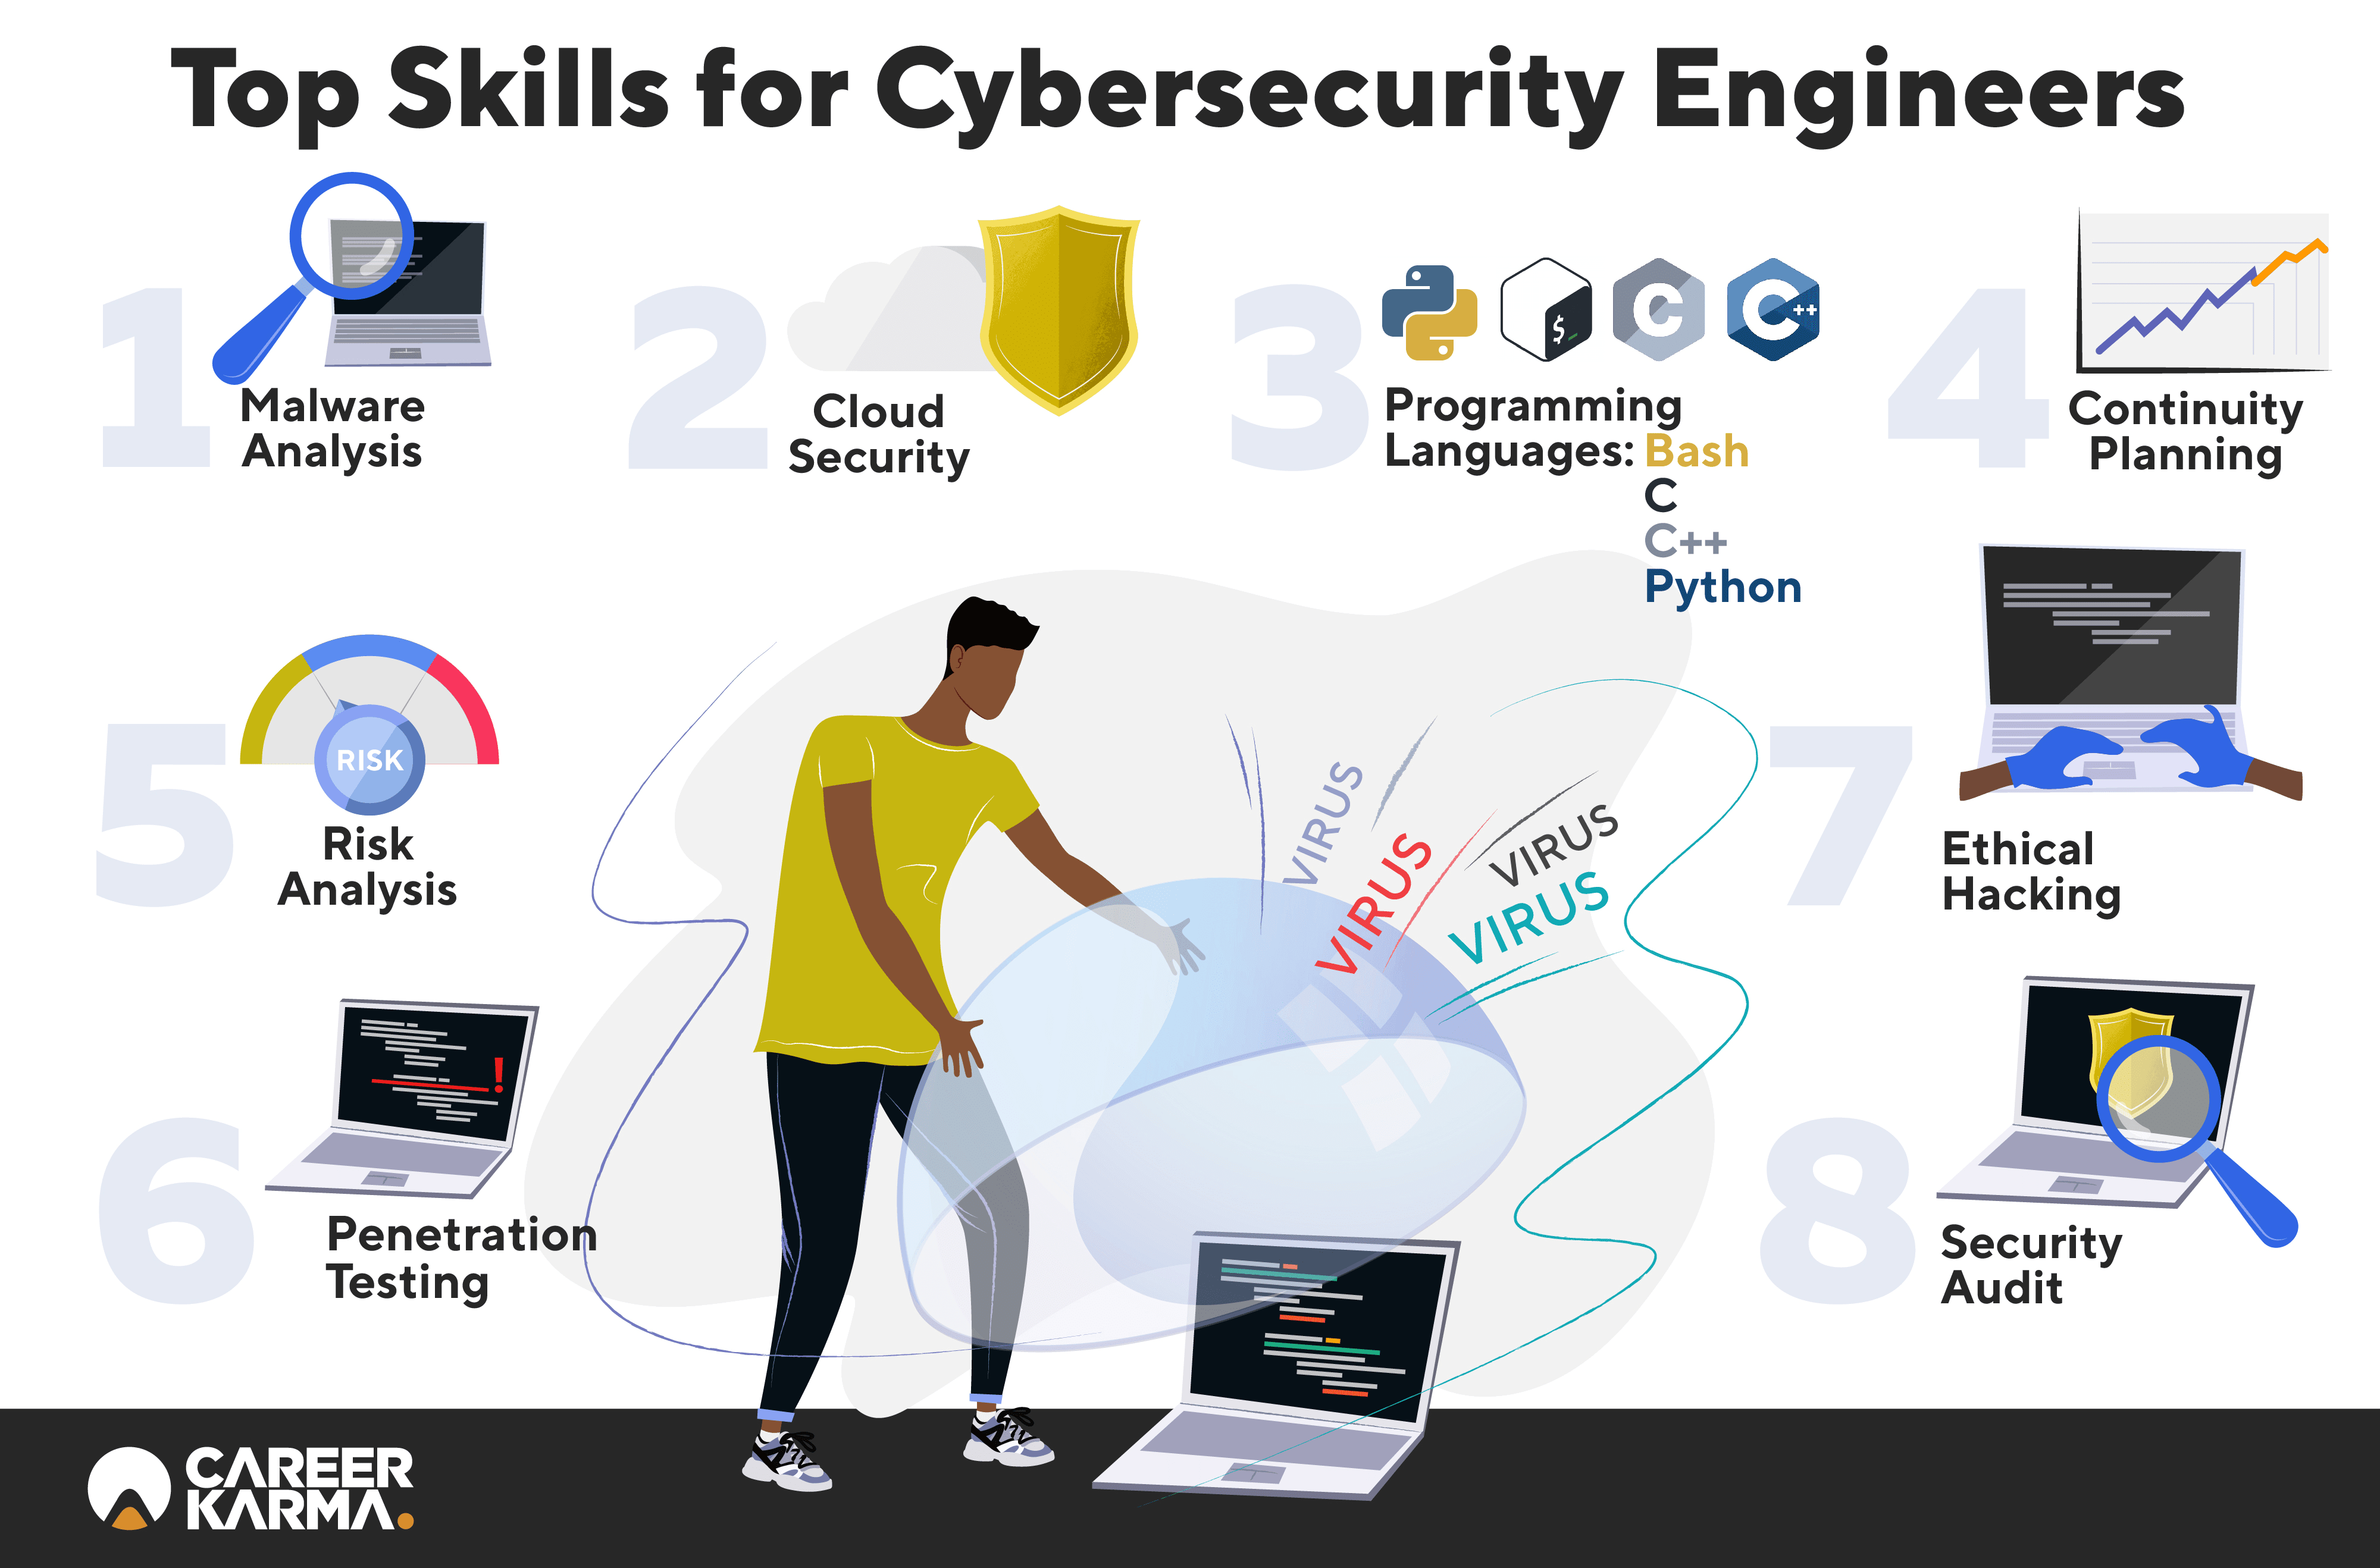 Top Skills for Cybersecurity Engineers
1
Malware
Analysis
2
Cloud
Security
3
$_
C
C++
Programming
Languages: Bash
C
C++
Python
4
Continuity
Planning
5
RISK
Risk
Analysis
6
!
Penetration
Testing
VIRUS
VIRUS
VIRUS
VIRUS
7
Ethical
Hacking
8
Security
Audit
CAREER
KARMA.